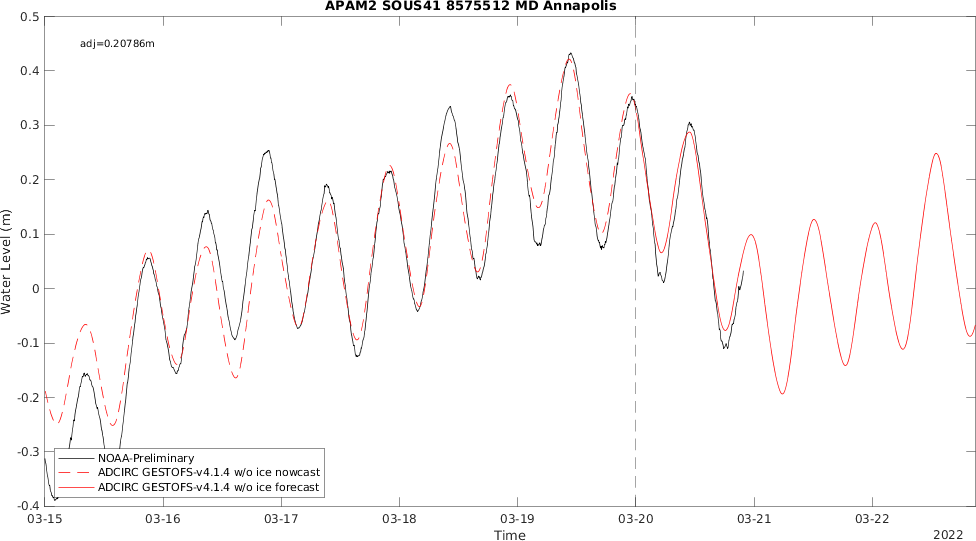 APAM2 SOUS41 8575512 MD Annapolis
adj=0.20786m
0.5
0.4
0.3
0.2
0.1
0
-0.1
-0.2
-0.3
-0.4
Water Level (m)
NOAA-Preliminary
ADCIRC GESTOFS-v4.1.4 w/o ice nowcast
ADCIRC GESTOFS-v4.1.4 w/o ice forecast
03-15 03-16 03-17 03-18 03-19 03-20 03-21 03-22
Time
2022